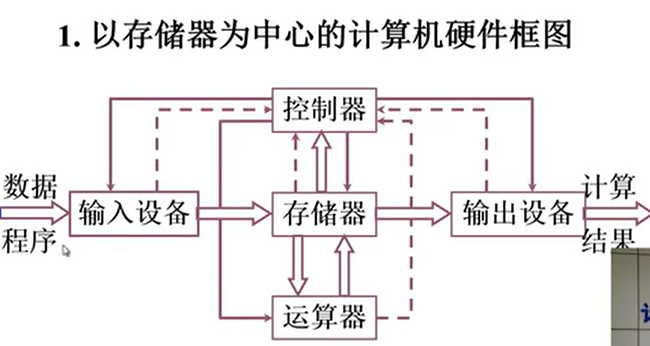 1. 以存储器为中心的计算机硬件框图
控制器
数据
程序
输入设备
存储器
输出设备
计算
结果
运算器